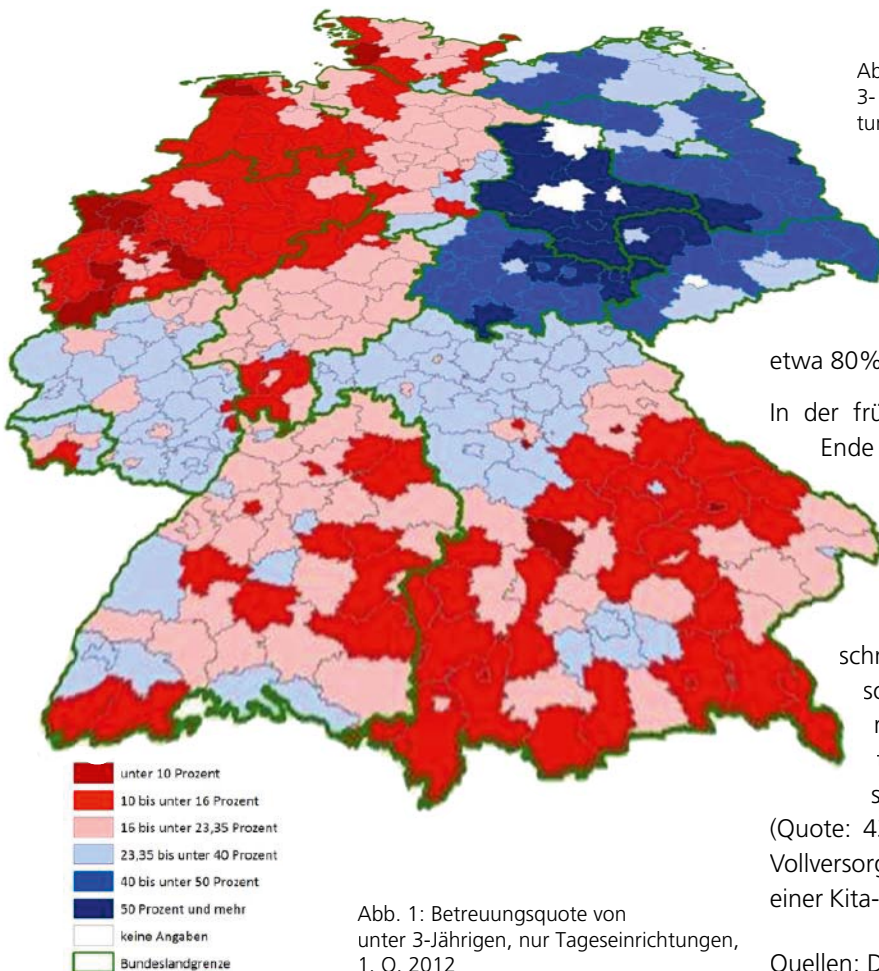 Ab
3-
tur
etwa 80%
In der frü
Ende
schr
sc
(Quote: 4
Vollversorg
einer Kita-
Quellen: D
unter 10 Prozent
10 bis unter 16 Prozent
16 bis unter 23,35 Prozent
23,35 bis unter 40 Prozent
40 bis unter 50 Prozent
50 Prozent und mehr
keine Angaben
Bundeslandgrenze
Abb. 1: Betreuungsquote von
unter 3-Jährigen, nur Tageseinrichtungen,
1. O. 2012